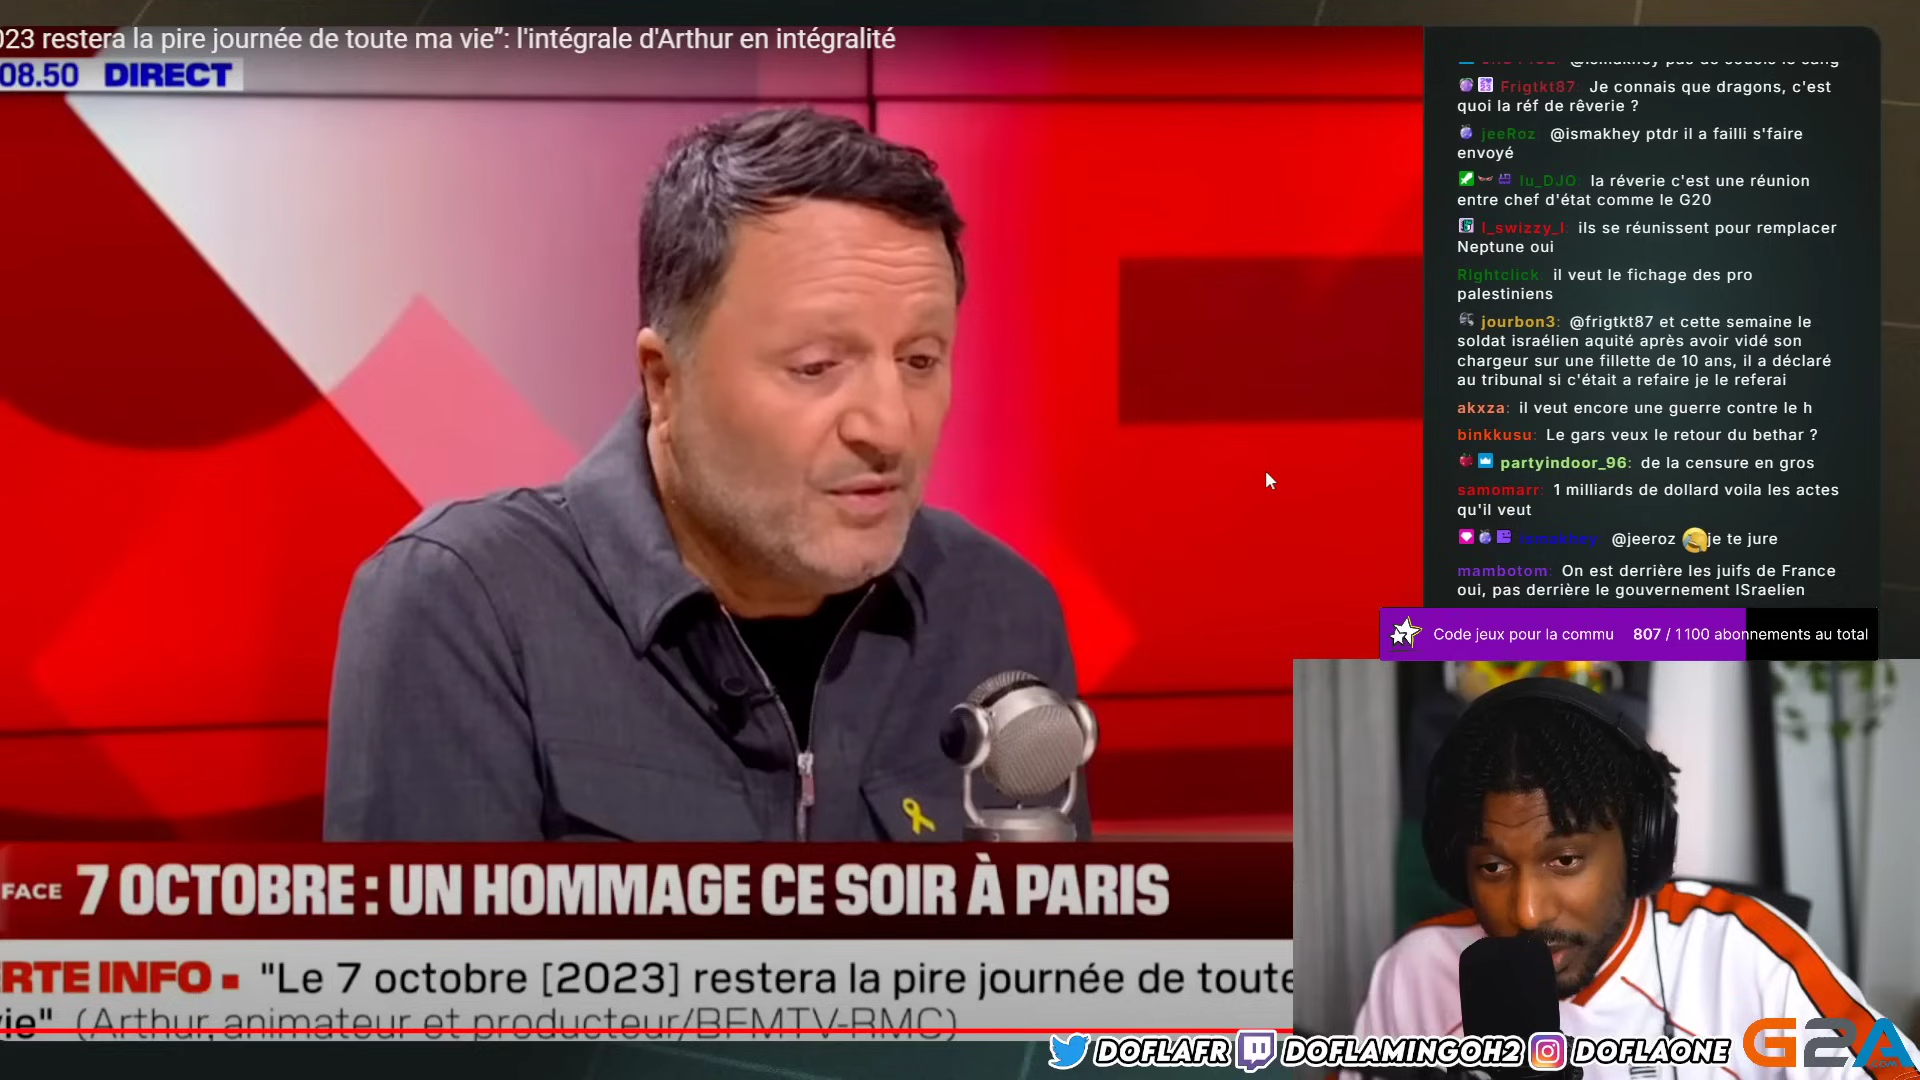 023 restera la pire journée de toute ma vie”: l'intégrale d'Arthur en intégralité
08.50 DIRECT
Frigtkt87: Je connais que dragons, c'est
quoi la réf de rêverie ?
jeeRoz @ismakhey ptdr il a failli s'faire
envoyé
lu_DJO: la réverie c'est une réunion
entre chef d'état comme le G20
l_swizzy_l: ils se réunissent pour remplacer
Neptune oui
RIghtclick: il veut le fichage des pro
palestiniens
jourbon3: @frigtkt87 et cette semaine le
soldat israélien aquité après avoir vidé son
chargeur sur une fillette de 10 ans, il a déclaré
au tribunal si c'était a refaire je le referai
akxza: il veut encore une guerre contre le h
binkkusu: Le gars veux le retour du bethar ?
partyindoor_96: de la censure en gros
samomarr: 1 milliards de dollard voila les actes
qu'il veut
ismakhey: @jeeroz je te jure
mambotom: On est derrière les juifs de France
oui, pas derrière le gouvernement ISraelien
Code jeux pour la commu 807 / 1100 abonnements au total
FACE 7 OCTOBRE : UN HOMMAGE CE SOIR À PARIS
RTE INFO ▪ "Le 7 octobre [2023] restera la pire journée de toute
vie" (Arthur, animateur et producteur/BFMTV-RMC)
DOFLAFR DOFLAMINGOH2 DOFLAONE G2A
.COM